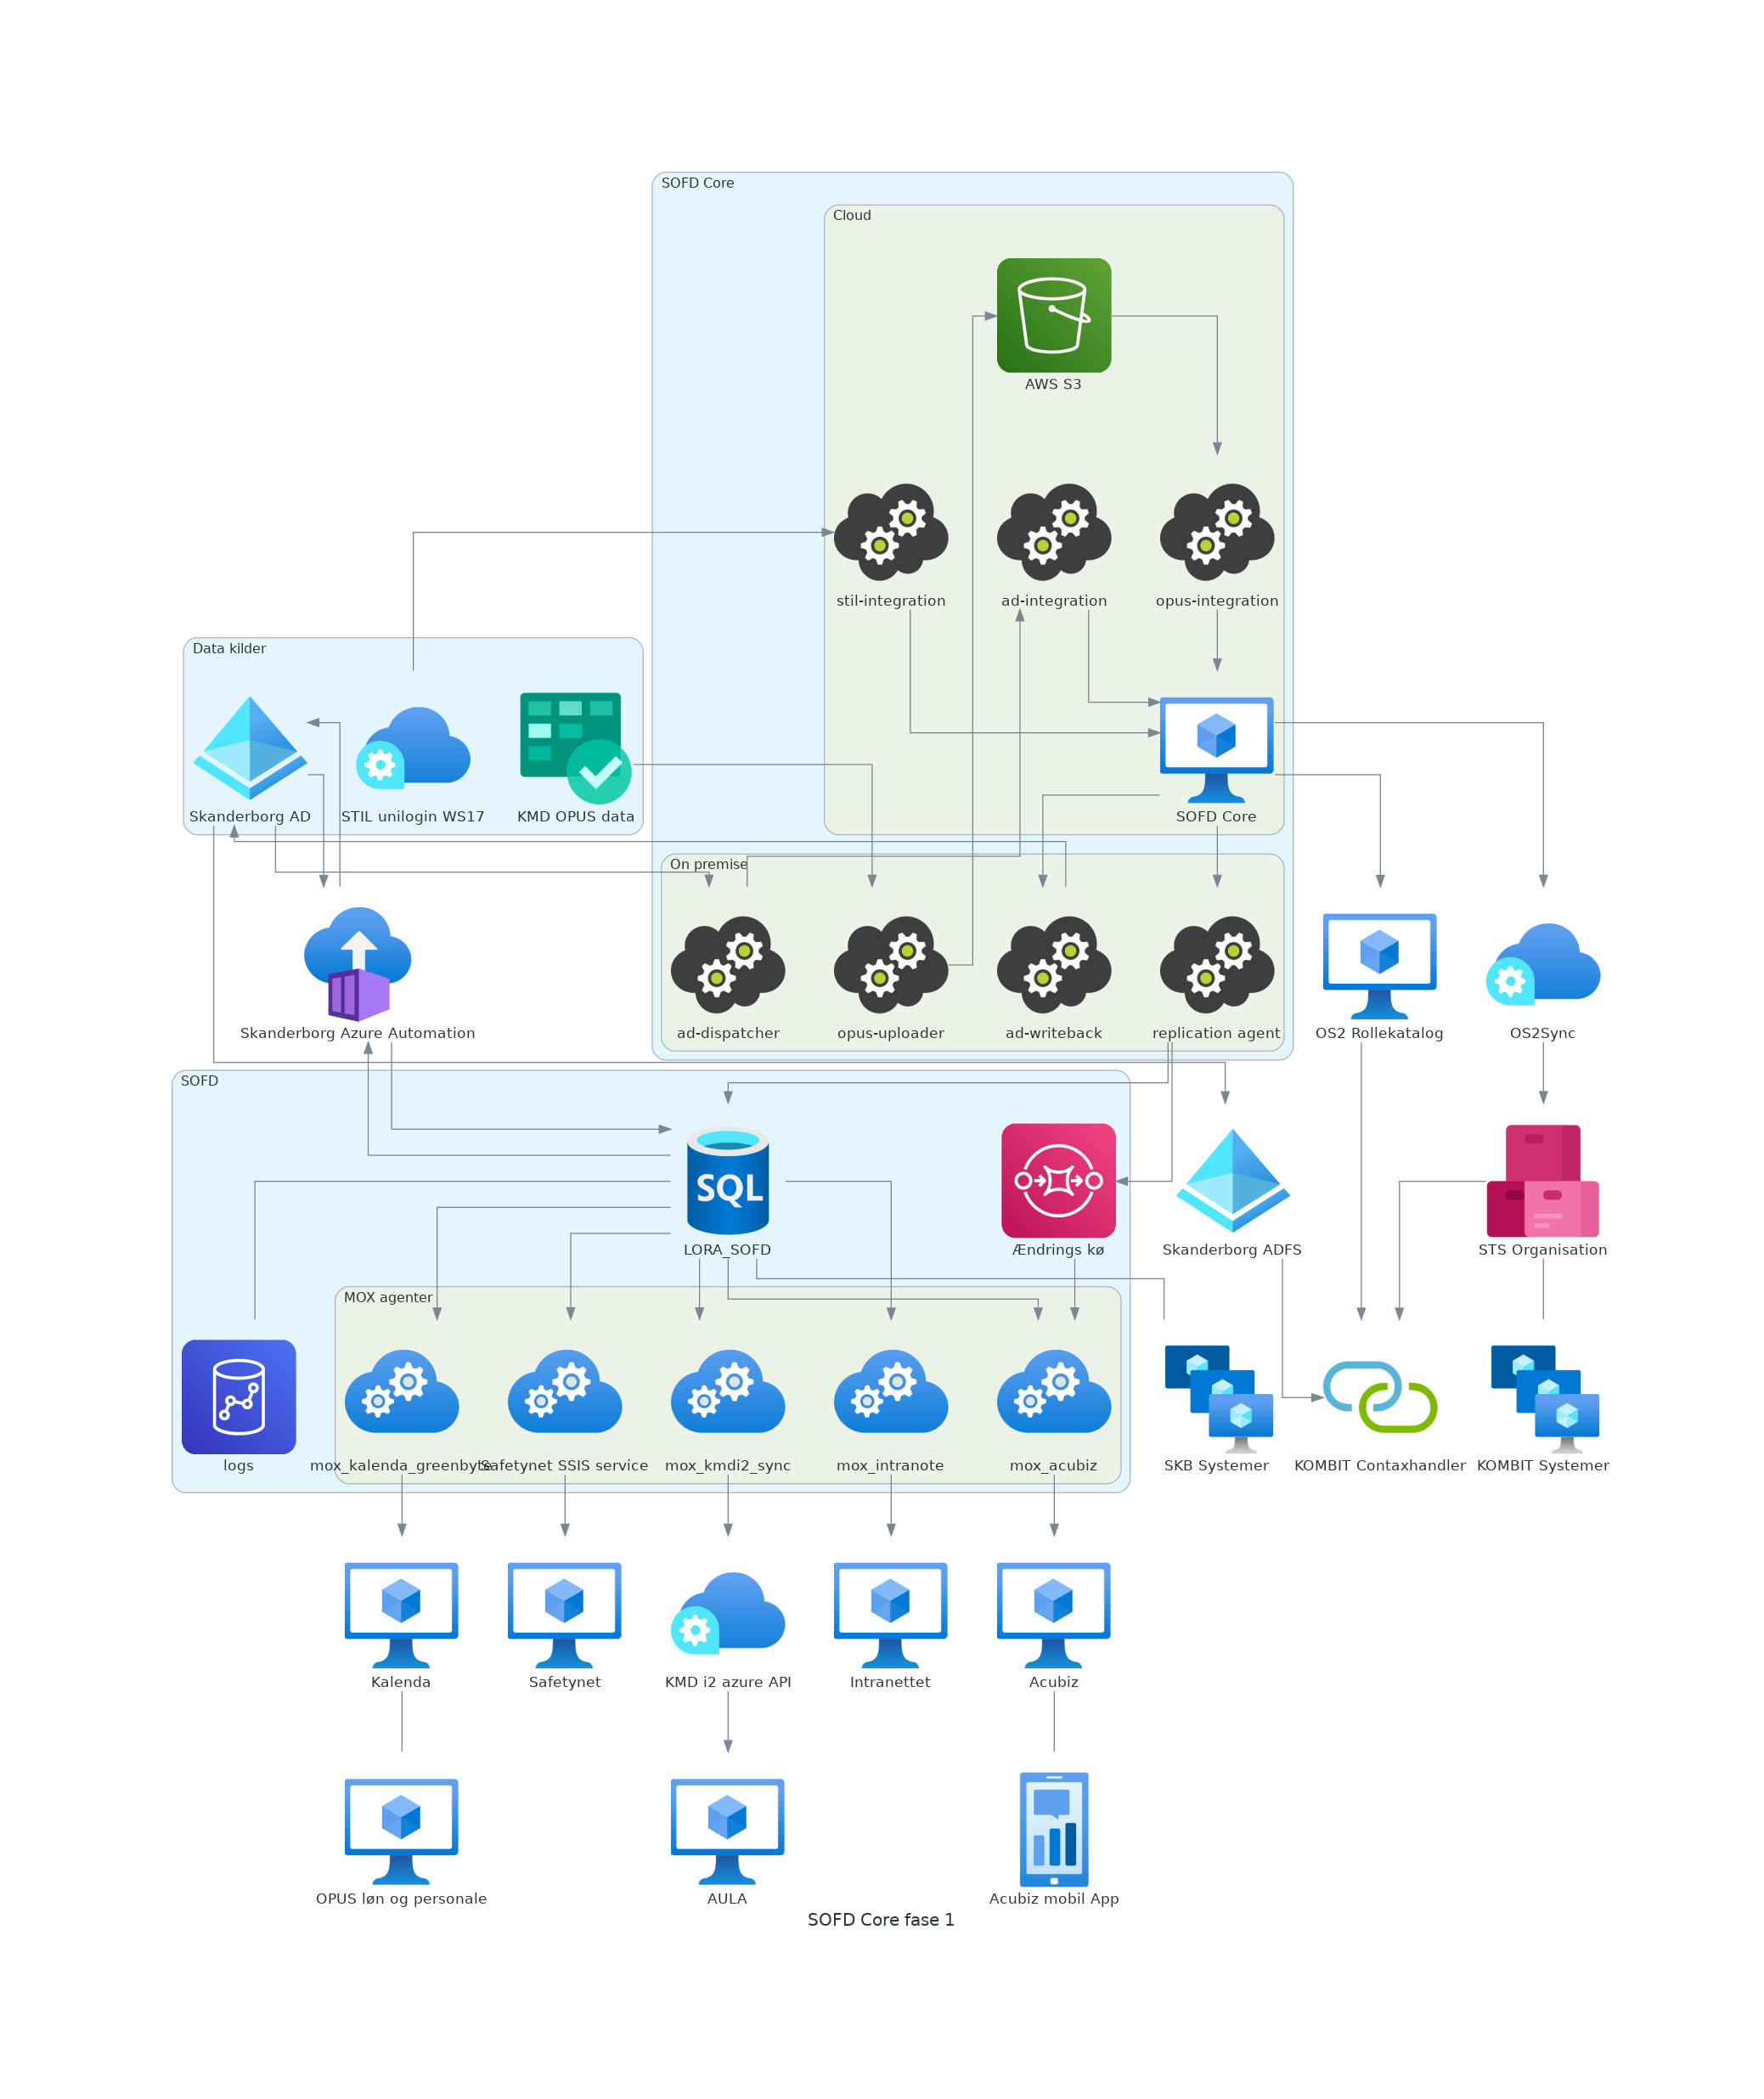 SOFD Core
Cloud
AWS S3
stil-integration
ad-integration
opus-integration
Data kilder
Skanderborg AD
STIL unilogin WS17
KMD OPUS data
SOFD Core
On premise
Skanderborg Azure Automation
ad-dispatcher
opus-uploader
ad-writeback
replication agent
OS2 Rollekatalog
OS2Sync
SOFD
SQL
LORA_SOFD
Ændrings kø
Skanderborg ADFS
STS Organisation
MOX agenter
logs
mox_kalenda_greenbyte
Safetynet SSIS service
mox_kmdi2_sync
mox_intranote
mox_acubiz
SKB Systemer
KOMBIT Contaxhandler
KOMBIT Systemer
Kalenda
Safetynet
KMD i2 azure API
Intranettet
Acubiz
OPUS løn og personale
AULA
Acubiz mobil App
SOFD Core fase 1